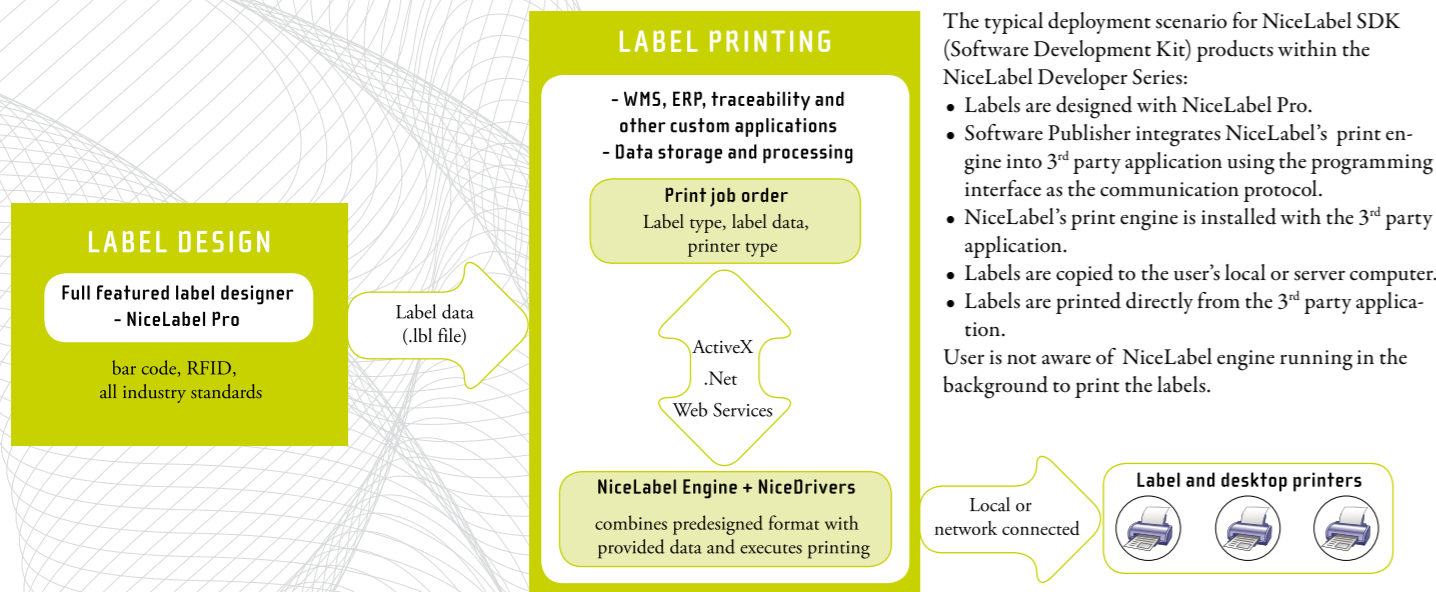 LABEL DESIGN
Full featured label designer
- NiceLabel Pro
bar code, RFID,
all industry standards
Label data
(.lbl file)
LABEL PRINTING
- WMS, ERP, traceability and
other custom applications
- Data storage and processing
Print job order
Label type, label data,
printer type
ActiveX
.Net
Web Services
NiceLabel Engine + NiceDrivers
combines predesigned format with
provided data and executes printing
Local or
network connected
Label and desktop printers
The typical deployment scenario for NiceLabel SDK
(Software Development Kit) products within the
NiceLabel Developer Series:
• Labels are designed with NiceLabel Pro.
• Software Publisher integrates NiceLabel's print en-
gine into 3rd party application using the programming
interface as the communication protocol.
• NiceLabel's print engine is installed with the 3rd party
application.
• Labels are copied to the user's local or server computer.
• Labels are printed directly from the 3rd party applica-
tion.
User is not aware of NiceLabel engine running in the
background to print the labels.